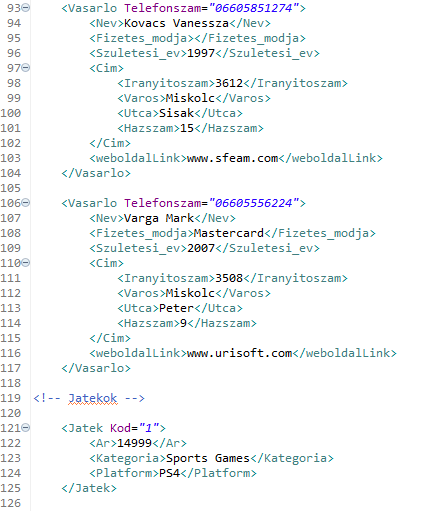 93 <Vasarlo Telefonszam="06605851274">
94 <Nev>Kovacs Vanessza</Nev>
95 <Fizetes_modja></Fizetes_modja>
96 <Szuletesi_ev>1997</Szuletesi_ev>
97 <Cim>
98 <Iranyitoszam>3612</Iranyitoszam>
99 <Varos>Miskolc</Varos>
100 <Utca>Sisak</Utca>
101 <Hazszam>15</Hazszam>
102 </Cim>
103 <weboldalLink>www.sfeam.com</weboldalLink>
104 </Vasarlo>
105
106 <Vasarlo Telefonszam="06605556224">
107 <Nev>Varga Mark</Nev>
108 <Fizetes_modja>Mastercard</Fizetes_modja>
109 <Szuletesi_ev>2007</Szuletesi_ev>
110 <Cim>
111 <Iranyitoszam>3508</Iranyitoszam>
112 <Varos>Miskolc</Varos>
113 <Utca>Peter</Utca>
114 <Hazszam>9</Hazszam>
115 </Cim>
116 <weboldalLink>www.urisoft.com</weboldalLink>
117 </Vasarlo>
118
119 <!-- Jatekok -->
120
121 <Jatek Kod="1">
122 <Ar>14999</Ar>
123 <Kategoria>Sports Games</Kategoria>
124 <Platform>PS4</Platform>
125 </Jatek>
126